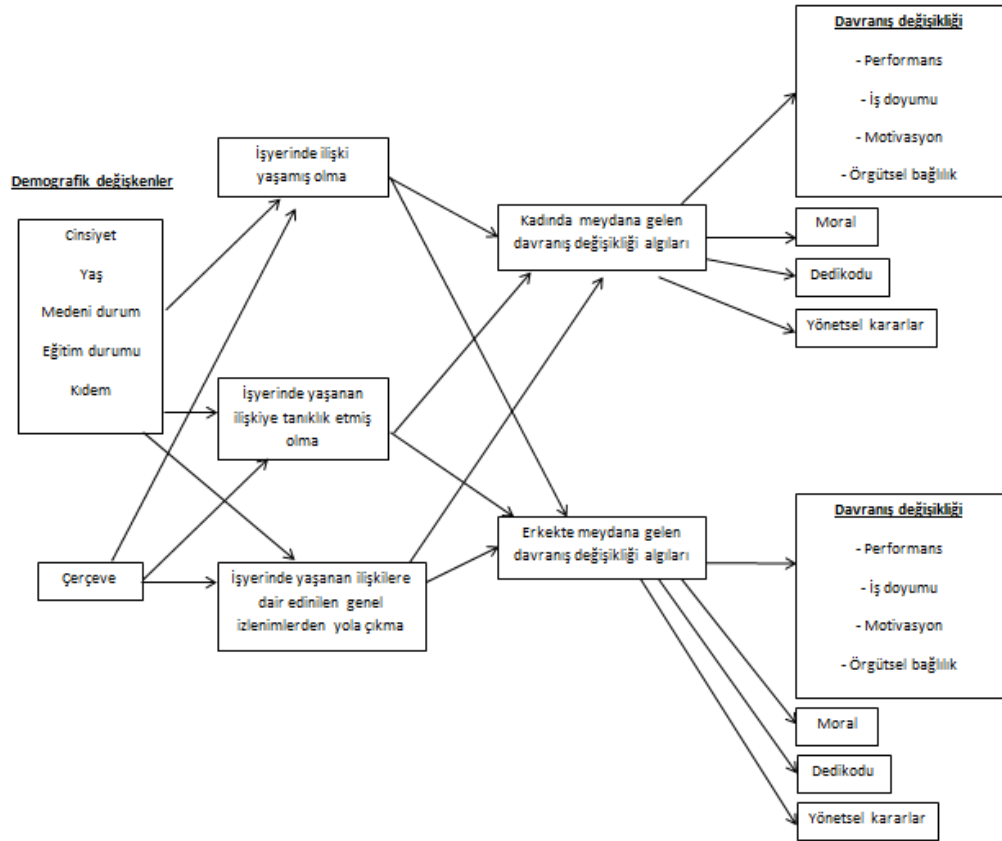 Demografik değişkenler
Cinsiyet
Yaş
Medeni durum
Eğitim durumu
Kıdem
Çerçeve
İşyerinde ilişki
yaşamış olma
İşyerinde yaşanan
ilişkiye tanıklık etmiş
olma
İşyerinde yaşanan ilişkilere
dair edinilen genel
izlenimlerden yola çıkma
Kadında meydana gelen
davranış değişikliği algıları
Erkekte meydana gelen
davranış değişikliği algıları
Davranış değişikliği
- Performans
- İş doyumu
- Motivasyon
- Örgütsel bağlılık
Moral
Dedikodu
Yönetsel kararlar
Davranış değişikliği
- Performans
- İş doyumu
- Motivasyon
- Örgütsel bağlılık
Moral
Dedikodu
Yönetsel kararlar